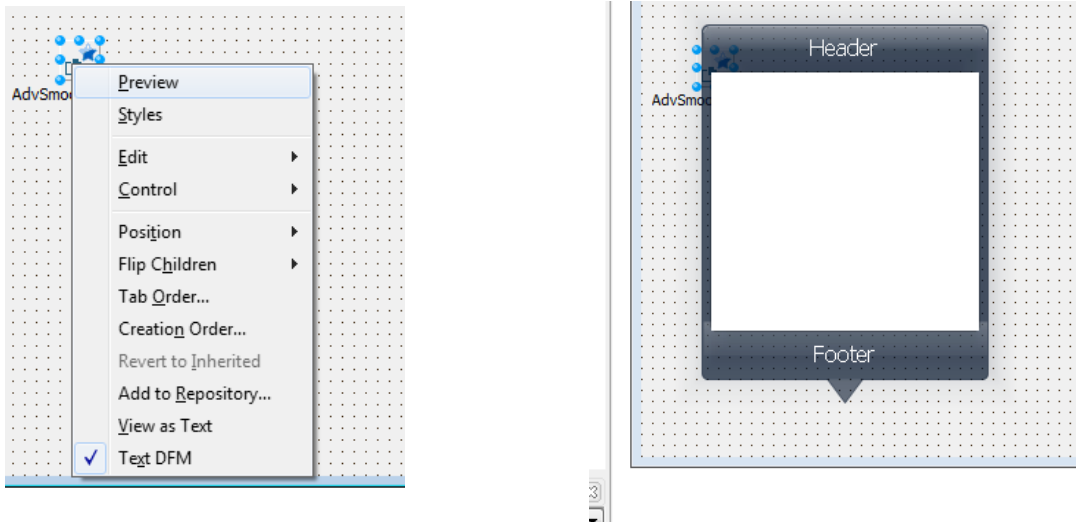 AdvSmo
Preview
Styles
Edit
Control
Position
Flip Children
Tab Order...
Creation Order...
Revert to Inherited
Add to Repository...
View as Text
Text DFM
Header
AdvSmoo
Footer